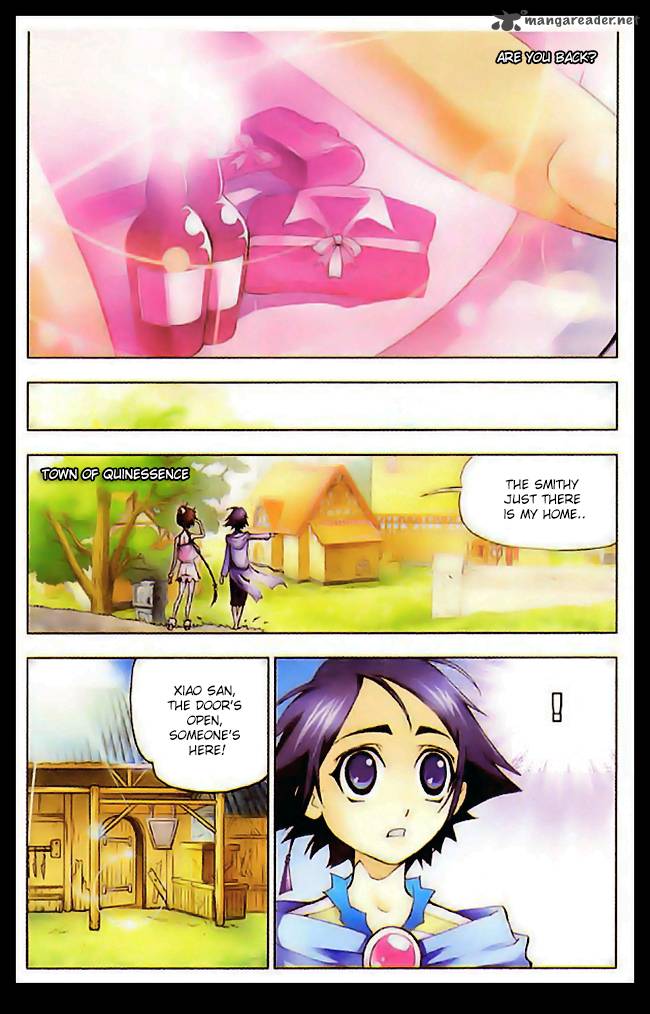 mangareader.net
ARE YOU BACK?
TOWN OF QUINESSENCE
THE SMITHY
JUST THERE
IS MY HOME..
XIAO SAN,
THE DOOR'S
OPEN,
SOMEONE'S
HERE!
!